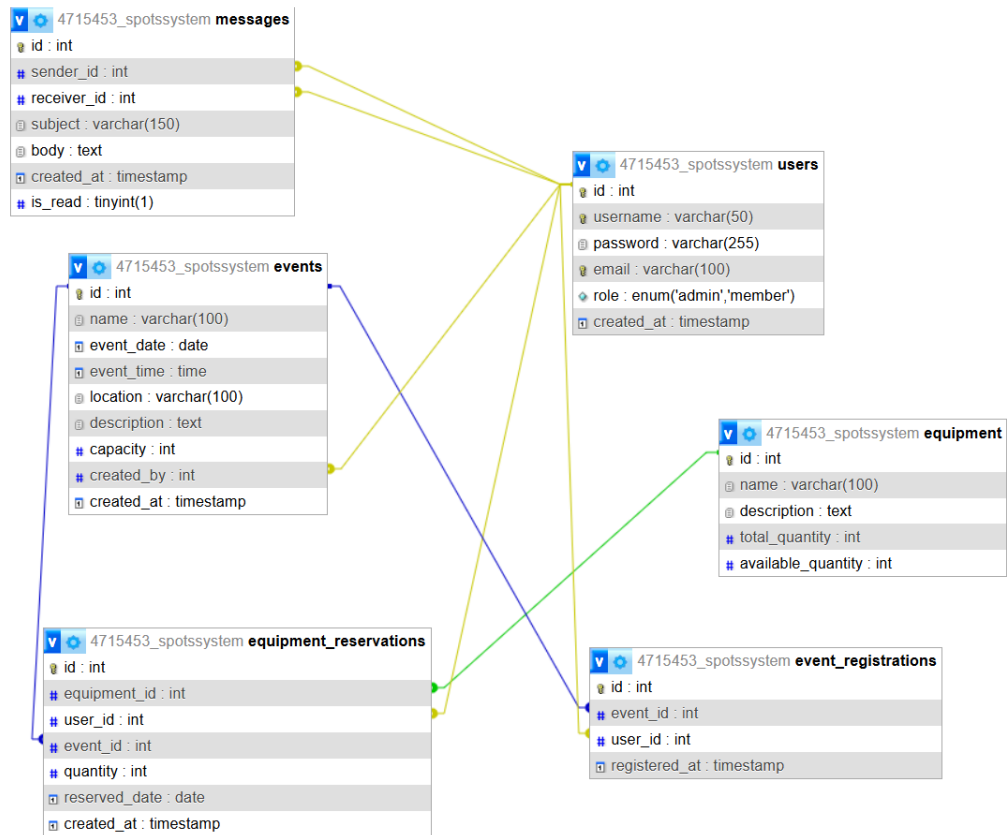 4715453_spotssystem messages
id : int
sender_id : int
receiver_id : int
subject : varchar(150)
body : text
created_at : timestamp
is_read : tinyint(1)
4715453_spotssystem users
id : int
username : varchar(50)
password : varchar(255)
email : varchar(100)
role : enum('admin','member')
created_at : timestamp
4715453_spotssystem events
id : int
name : varchar(100)
event_date : date
event_time : time
location : varchar(100)
description : text
capacity : int
created_by : int
created_at : timestamp
4715453_spotssystem equipment
id : int
name : varchar(100)
description : text
total_quantity : int
available_quantity : int
4715453_spotssystem equipment_reservations
id : int
equipment_id : int
user_id : int
event_id : int
quantity : int
reserved_date : date
created_at : timestamp
4715453_spotssystem event_registrations
id : int
event_id : int
user_id : int
registered_at : timestamp